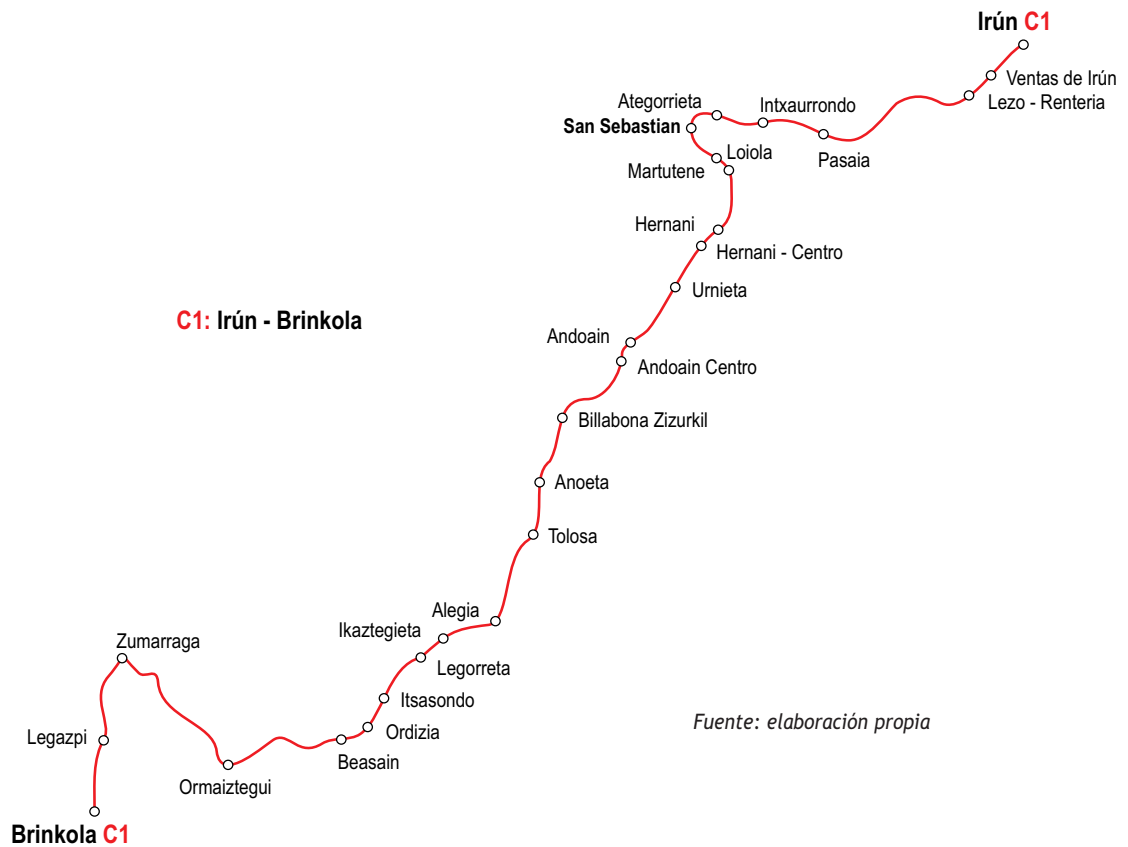 Irún C1
Ventas de Irún
Lezo - Renteria
Ategorrieta
Intxaurrondo
San Sebastian
Pasaia
Loiola
Martutene
Hernani
Hernani - Centro
Urnieta
C1: Irún - Brinkola
Andoain
Andoain Centro
Billabona Zizurkil
Anoeta
Tolosa
Alegia
Ikaztegieta
Zumarraga
Legorreta
Itsasondo
Fuente: elaboración propia
Ordizia
Legazpi
Beasain
Ormaiztegui
Brinkola C1